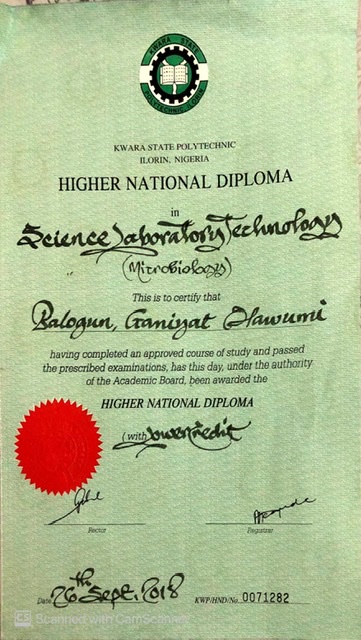 KWARA STATE
POLYTECHNIC, ILORIN
KWARA STATE POLYTECHNIC
ILORIN, NIGERIA
HIGHER NATIONAL DIPLOMA
in
Science Laboratory Technology
(Microbiology)
This is to certify that
Balogun, Ganiyat Olawumi
having completed an approved course of study and passed
the prescribed examinations, has this day, under the authority
of the Academic Board, been awarded the
HIGHER NATIONAL DIPLOMA
(with Lower Credit)
Rector
Registrar
Date 26th Sept, 2018
KWP/HND/No 0071282
CS Scanned with CamScanner